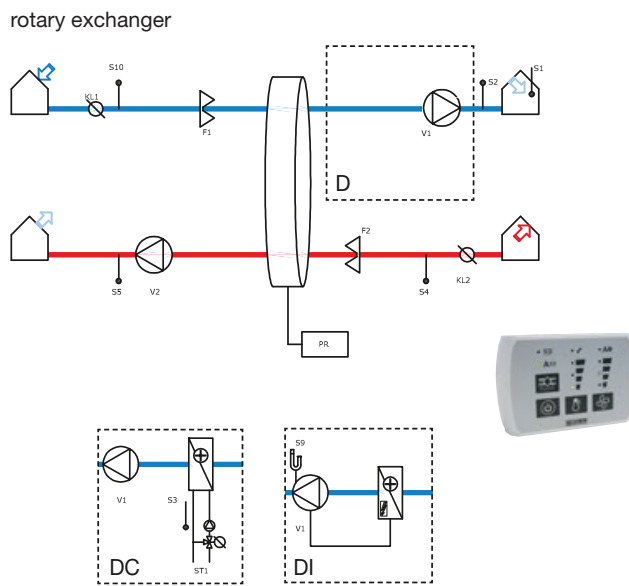 rotary exchanger
S10
S2
S1
KL1
F1
V1
D
F2
S5
V2
S4
KL2
PR
S9
V1
S3
V1
ST1
DC
DI